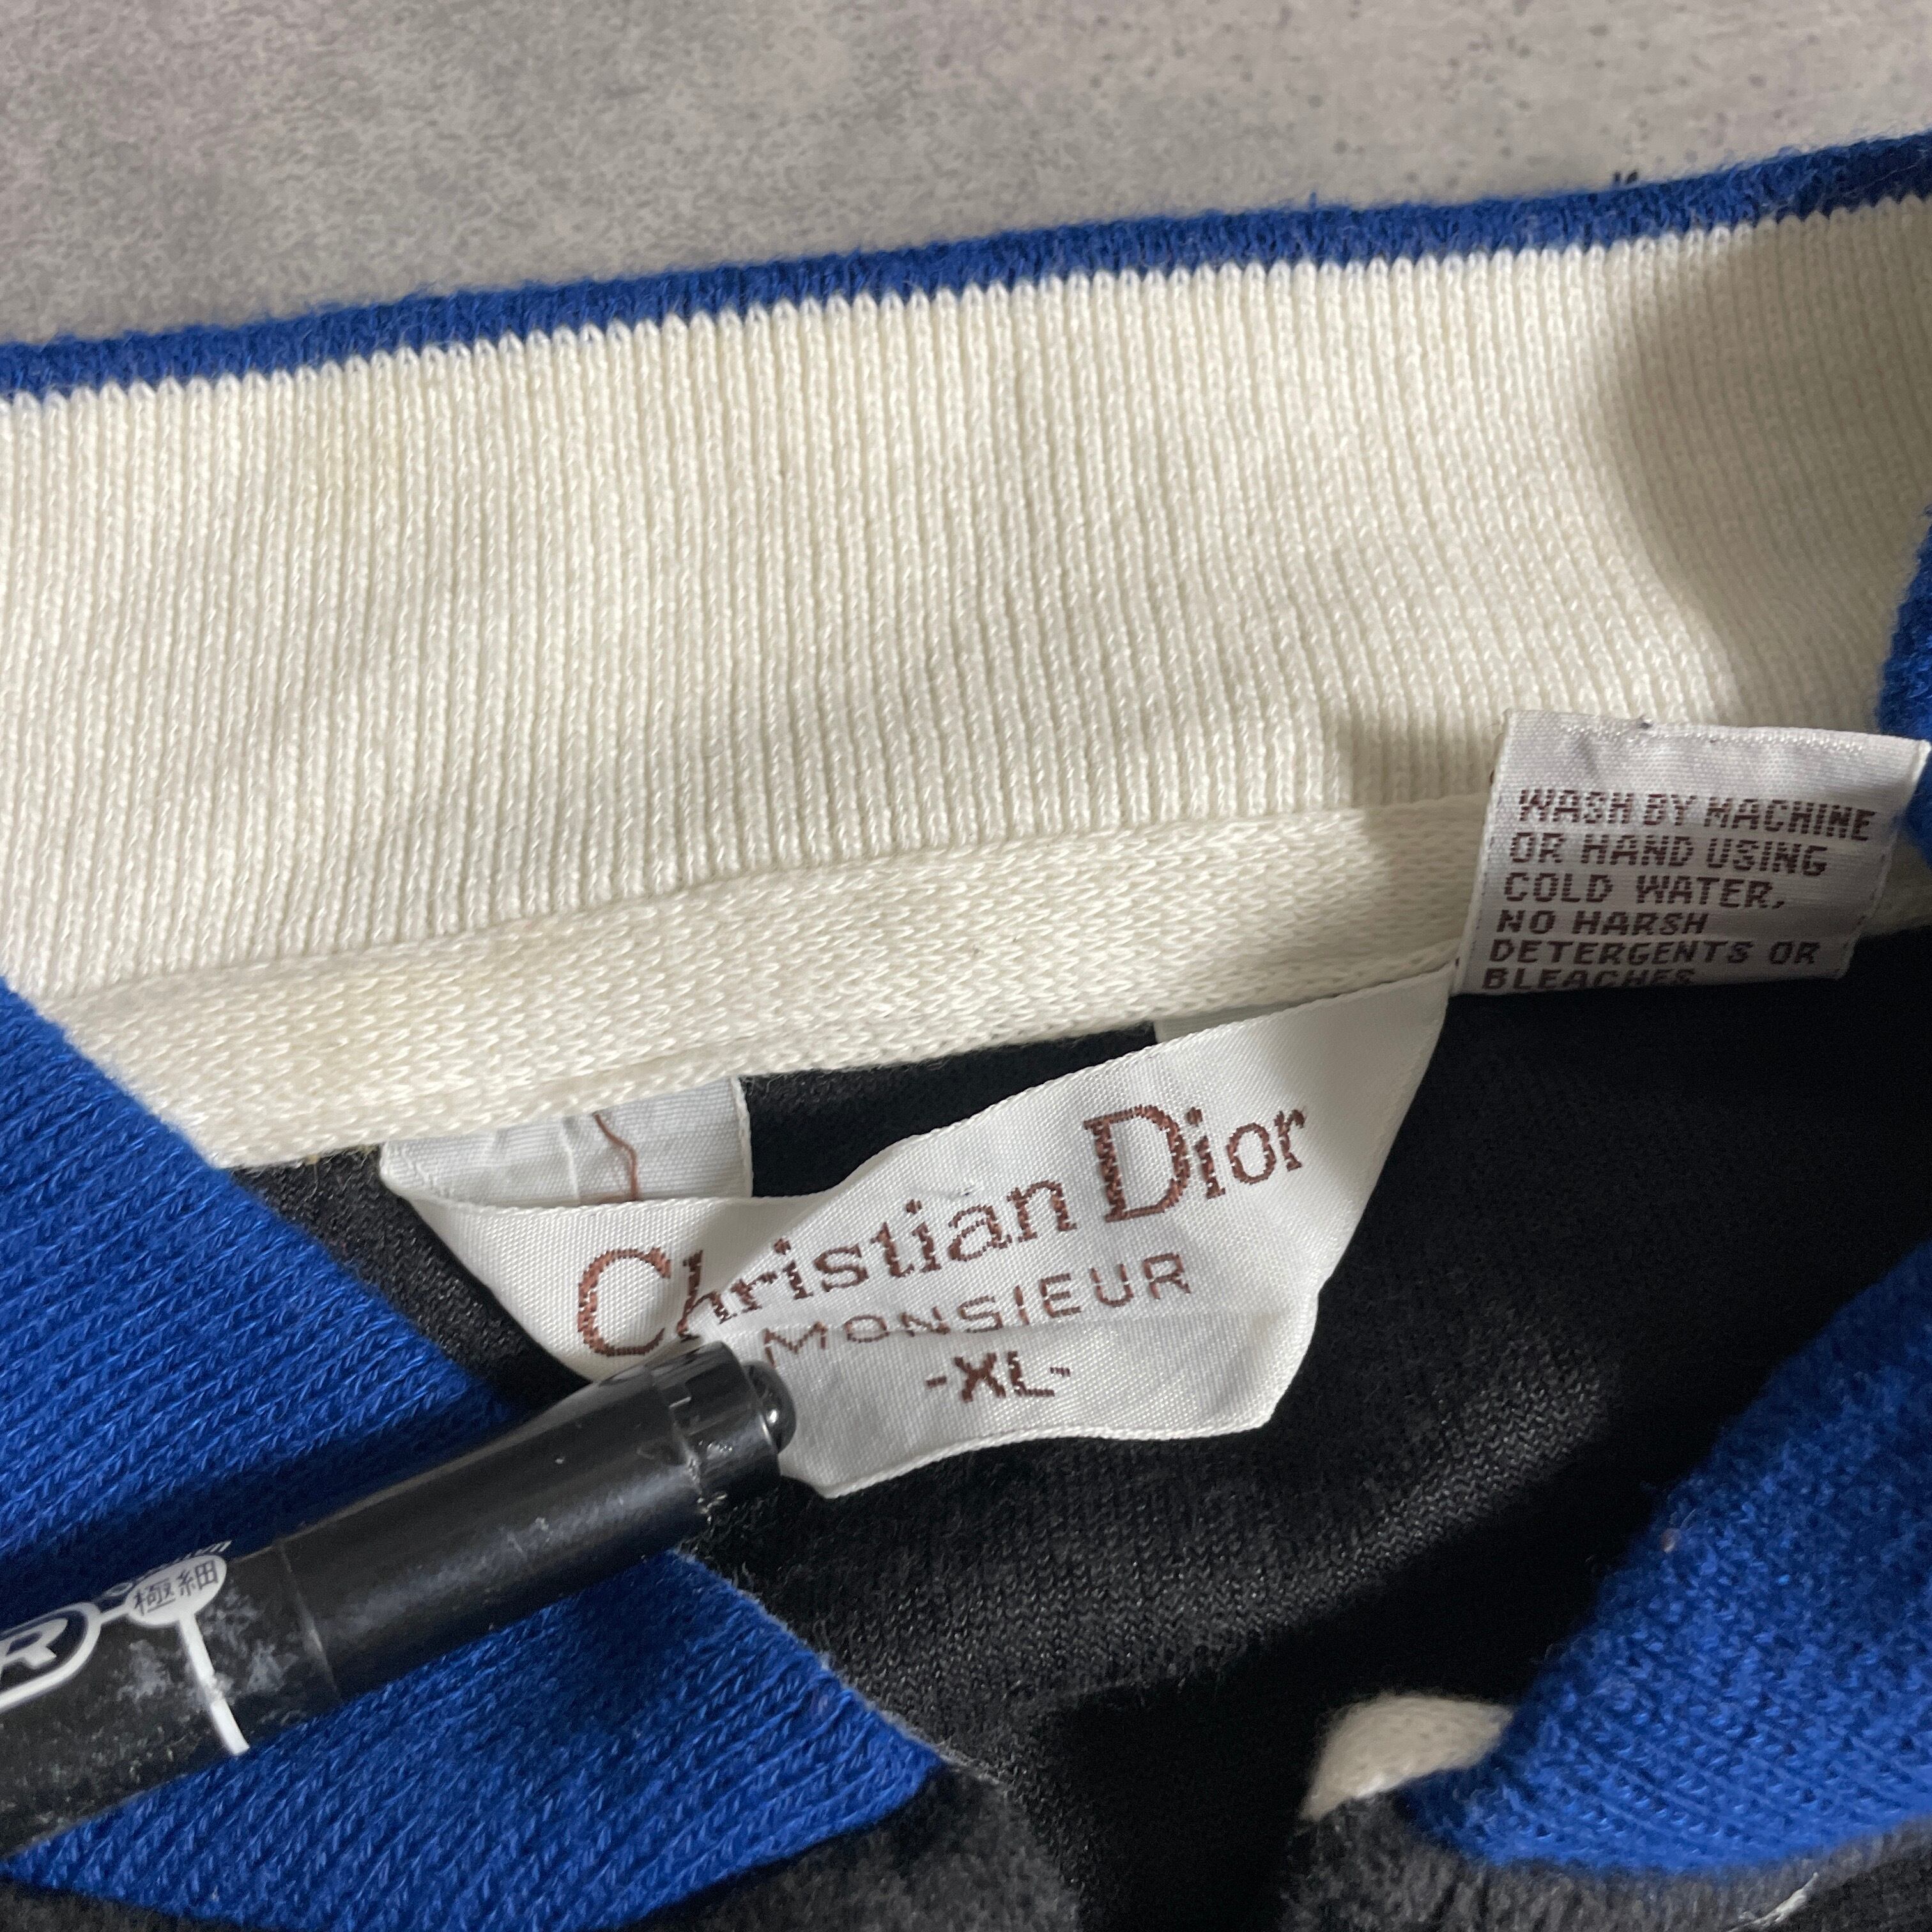 WASH BY MACHINE
OR HAND USING
COLD WATER,
NO HARSH
DETERGENTS OR
BLEACHES
Christian Dior
MONSIEUR
-XL-
極細
R